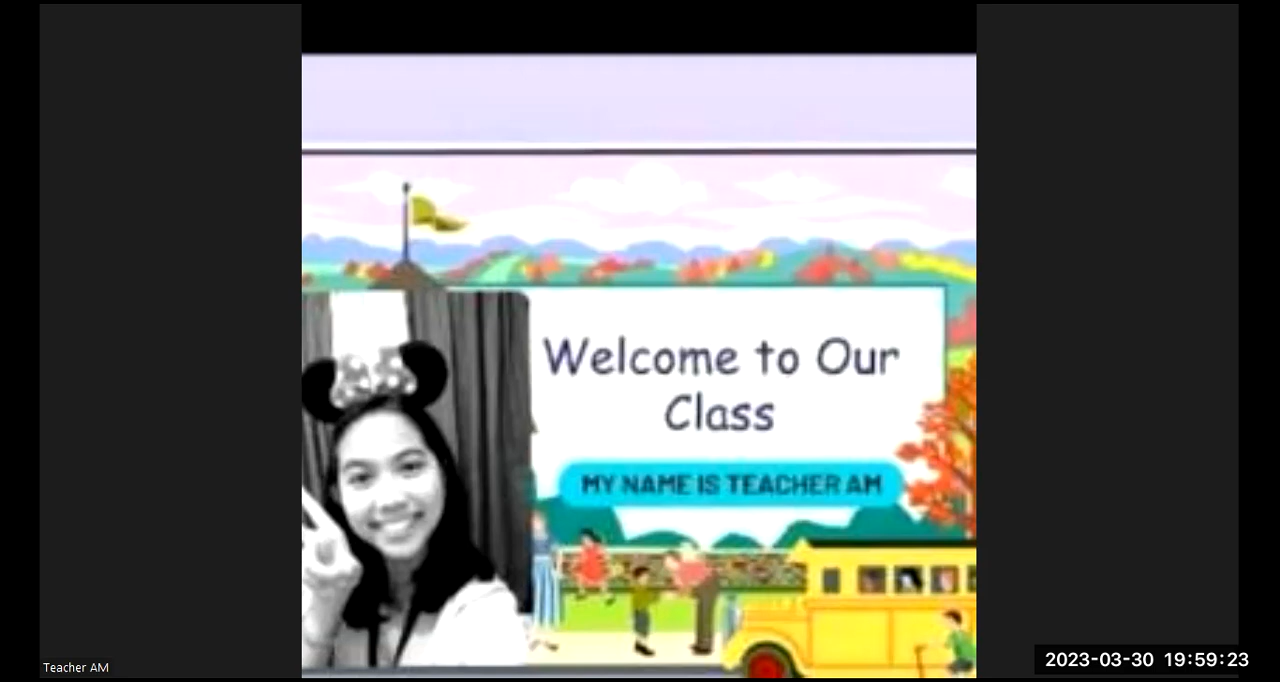 Welcome to Our
Class
MY NAME IS TEACHER AM
Teacher AM
2023-03-30 19:59:23